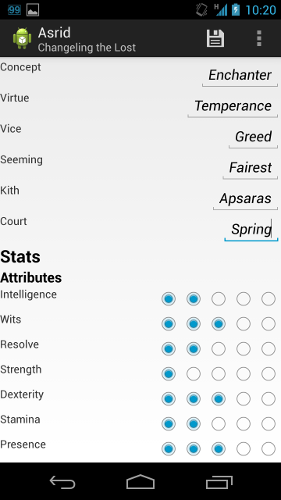 99
H
10:20
Asrid
Changeling the Lost
Concept
Enchanter
Virtue
Temperance
Vice
Greed
Seeming
Fairest
Kith
Apsaras
Court
Spring
Stats
Attributes
Intelligence
Wits
Resolve
Strength
Dexterity
Stamina
Presence